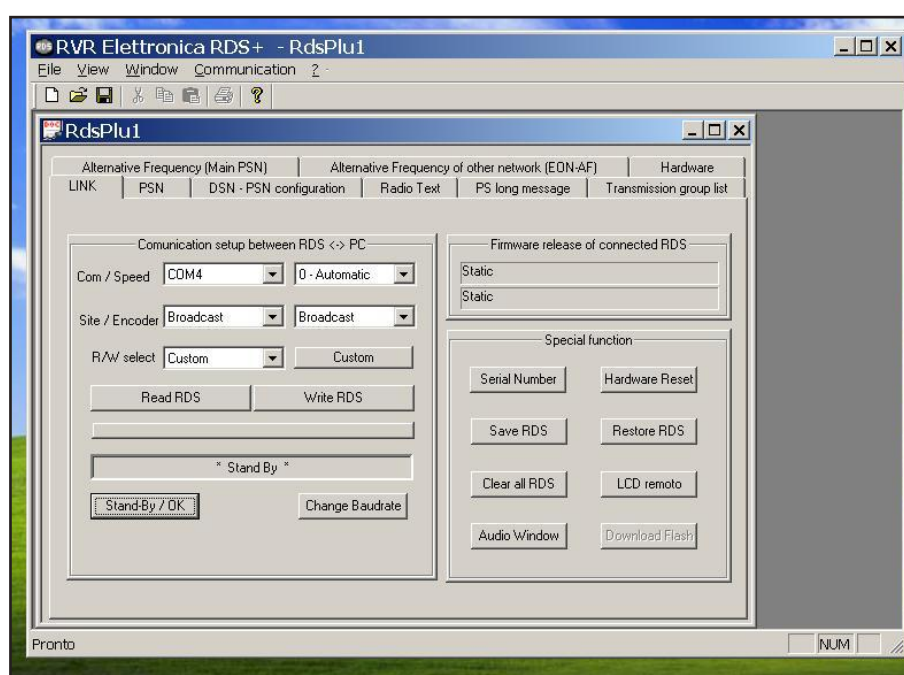 RVR Elettronica RDS+ - RdsPlu1
File View Window Communication ?
RdsPlu1
Alternative Frequency (Main PSN) Alternative Frequency of other network (EON-AF) Hardware
LINK PSN DSN - PSN configuration Radio Text PS long message Transmission group list
Comunication setup between RDS <-> PC
Com / Speed COM4 0 - Automatic
Site / Encoder Broadcast Broadcast
R/W select Custom Custom
Read RDS Write RDS
* Stand By *
Stand-By / OK Change Baudrate
Firmware release of connected RDS
Static
Static
Special function
Serial Number Hardware Reset
Save RDS Restore RDS
Clear all RDS LCD remoto
Audio Window Download Flash
Pronto NUM